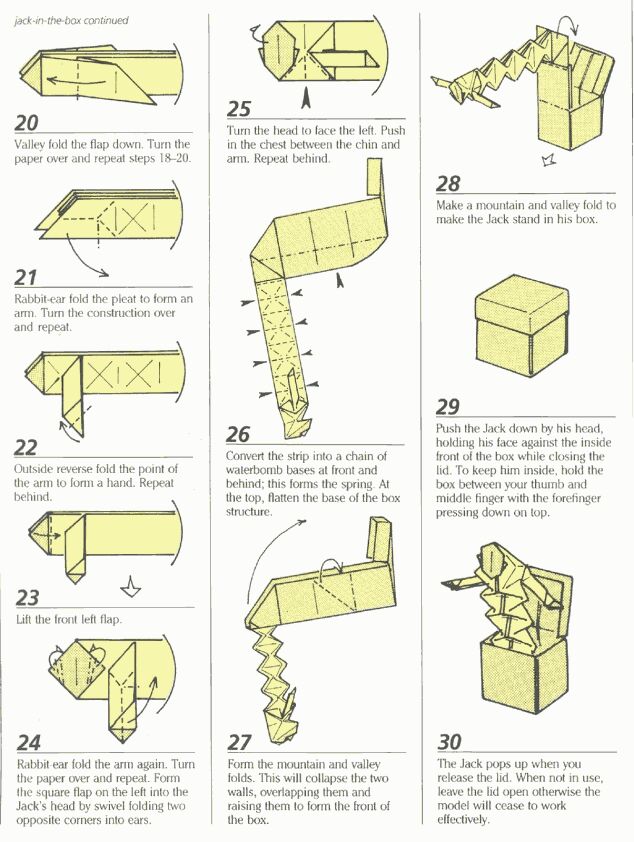 jack-in-the-box continued
20
Valley fold the flap down. Turn the
paper over and repeat steps 18–20.
21
Rabbit-ear fold the pleat to form an
arm. Turn the construction over
and repeat.
22
Outside reverse fold the point of
the arm to form a hand. Repeat
behind.
23
Lift the front left flap.
24
Rabbit-ear fold the arm again. Turn
the paper over and repeat. Form
the square flap on the left into the
Jack's head by swivel folding two
opposite corners into ears.
25
Turn the head to face the left. Push
in the chest between the chin and
arm. Repeat behind.
26
Convert the strip into a chain of
waterbomb bases at front and
behind; this forms the spring. At
the top, flatten the base of the box
structure.
27
Form the mountain and valley
folds. This will collapse the two
walls, overlapping them and
raising them to form the front of
the box.
28
Make a mountain and valley fold to
make the Jack stand in his box.
29
Push the Jack down by his head,
holding his face against the inside
front of the box while closing the
lid. To keep him inside, hold the
box between your thumb and
middle finger with the forefinger
pressing down on top.
30
The Jack pops up when you
release the lid. When not in use,
leave the lid open otherwise the
model will cease to work
effectively.